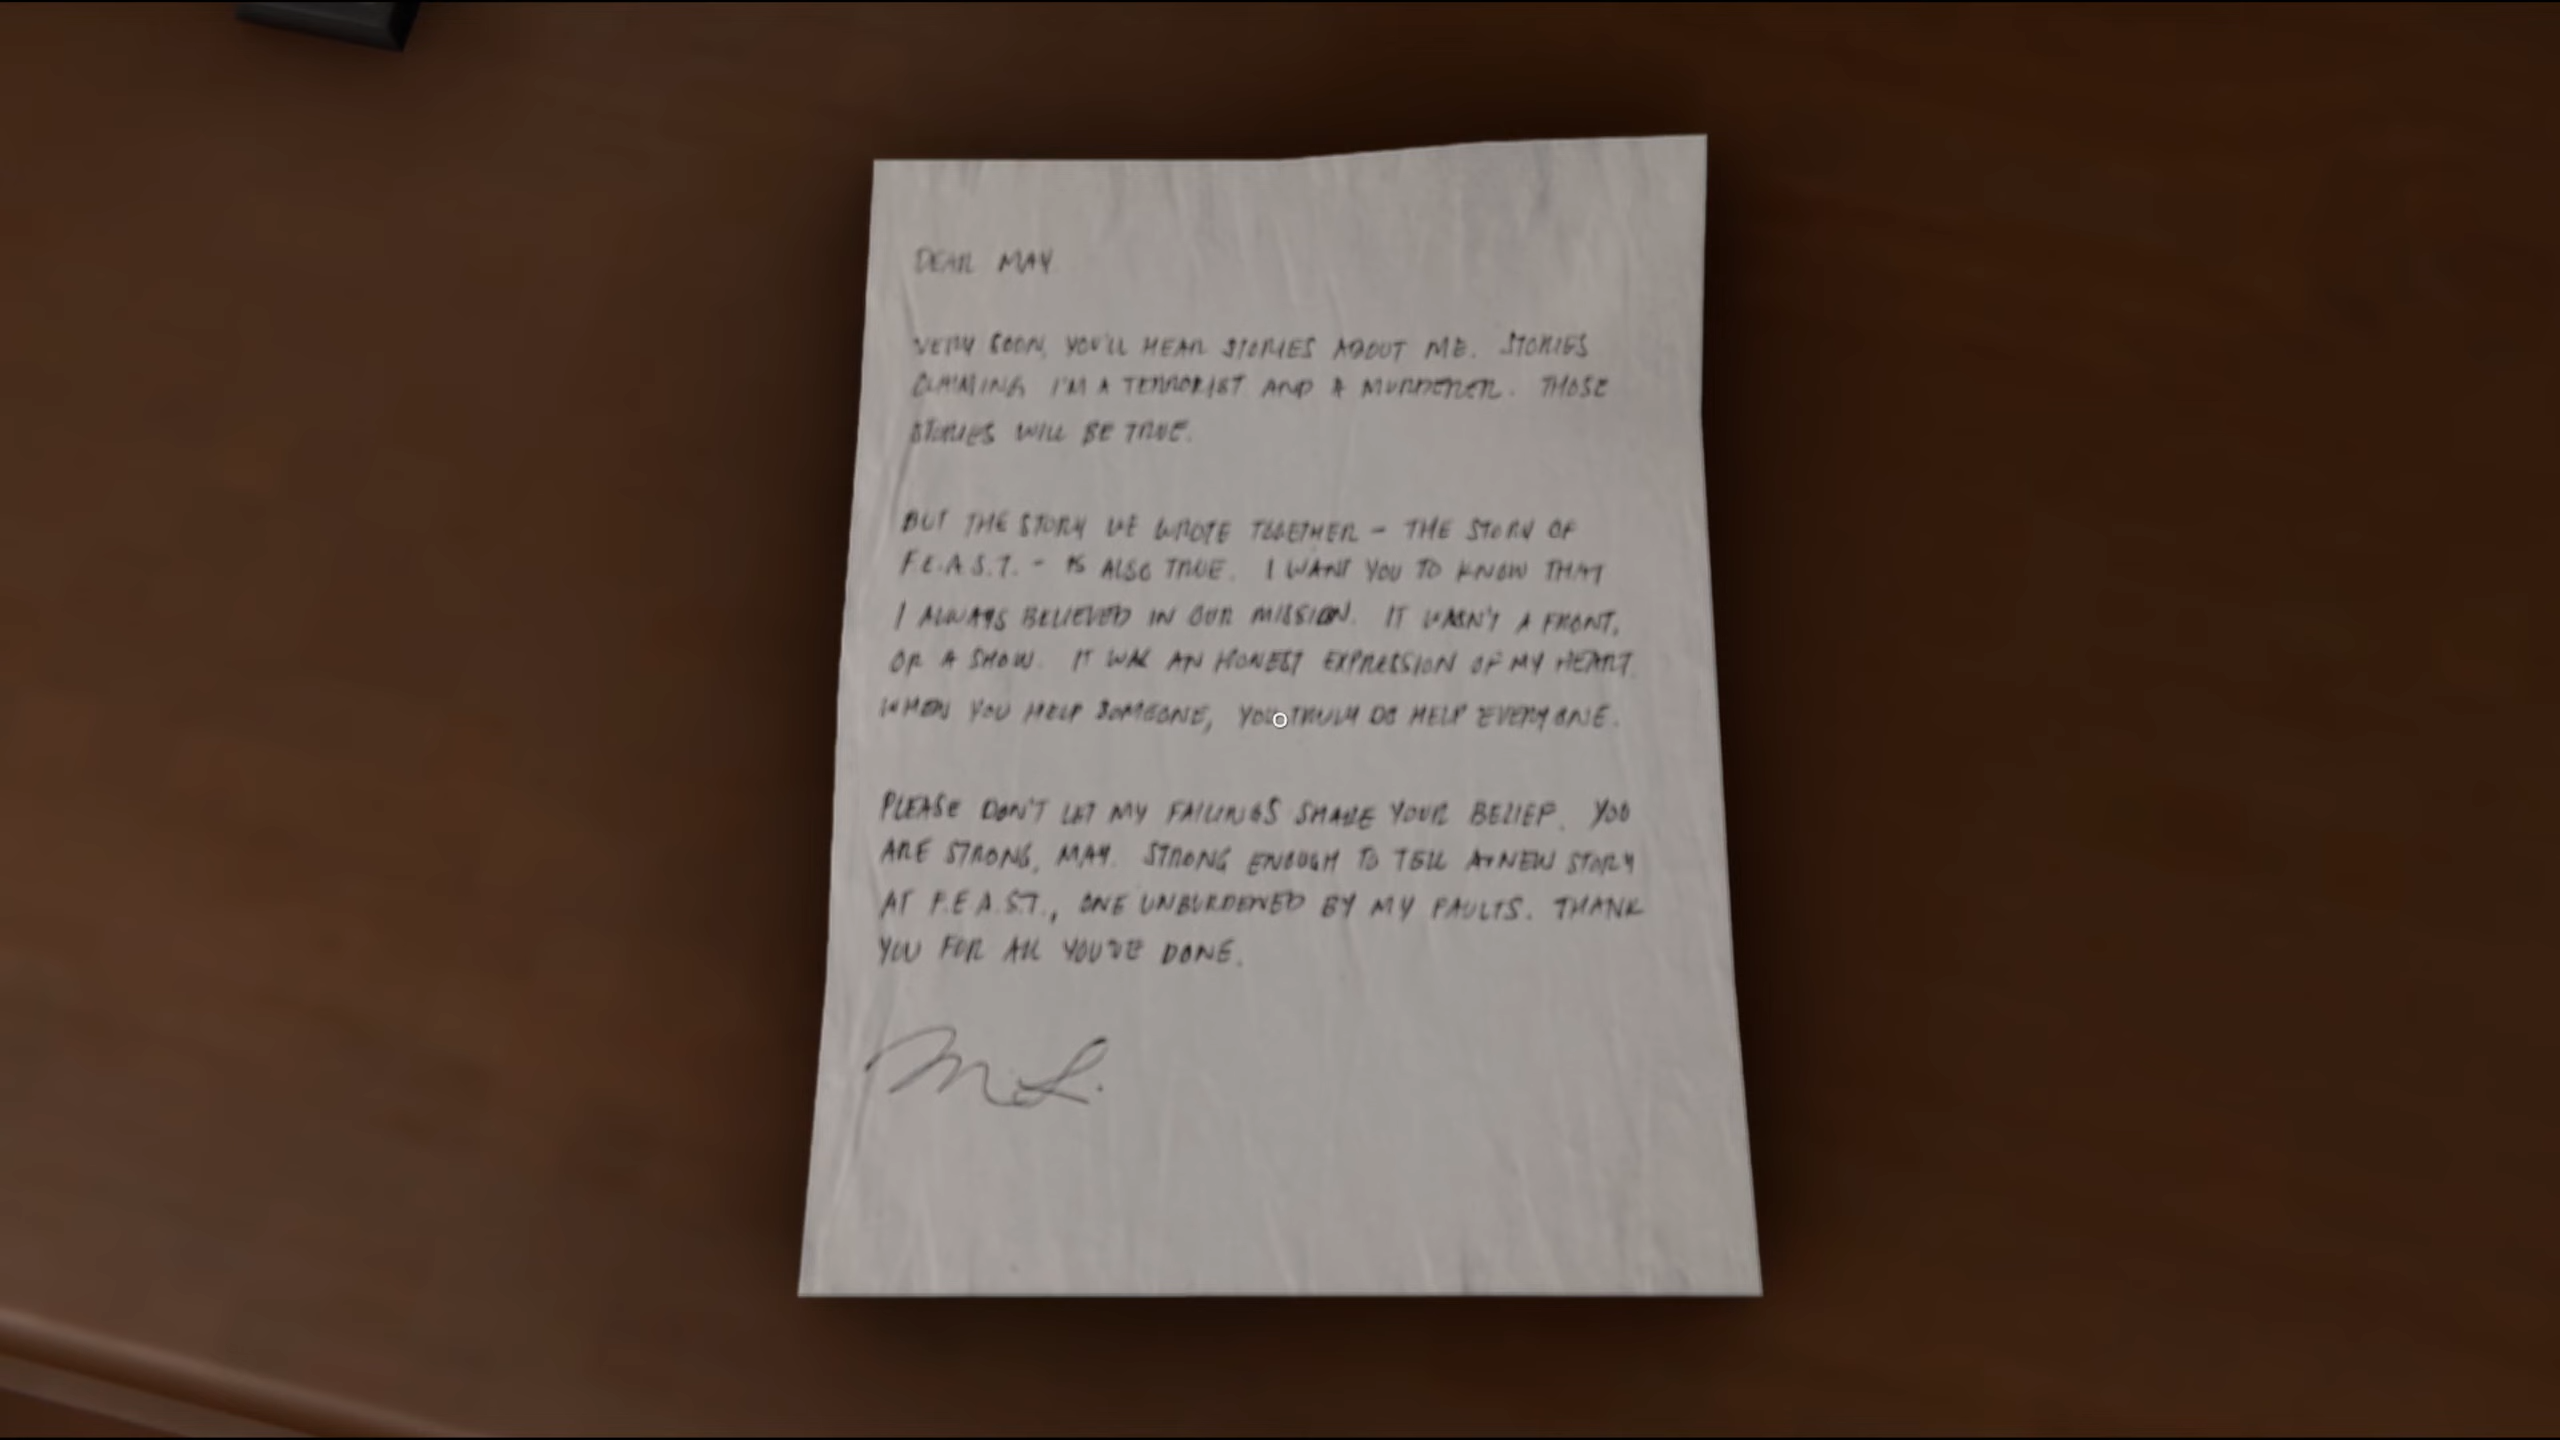 DEAR MAY
VERY SOON, YOU'LL HEAR STORIES ABOUT ME. STORIES
CLAIMING I'M A TERRORIST AND A MURDERER. THOSE
STORIES WILL BE TRUE.
BUT THE STORY WE WROTE TOGETHER - THE STORY OF
F.E.A.S.T. - IS ALSO TRUE. I WANT YOU TO KNOW THAT
I ALWAYS BELIEVED IN OUR MISSION. IT WASN'T A FRONT,
OR A SHOW. IT WAS AN HONEST EXPRESSION OF MY HEART.
WHEN YOU HELP SOMEONE, YOU TRULY DO HELP EVERYONE.
PLEASE DON'T LET MY FAILINGS SHAKE YOUR BELIEF. YOU
ARE STRONG, MAY. STRONG ENOUGH TO TELL A NEW STORY
AT F.E.A.S.T., ONE UNBURDENED BY MY FAULTS. THANK
YOU FOR ALL YOU'VE DONE.
M.L.